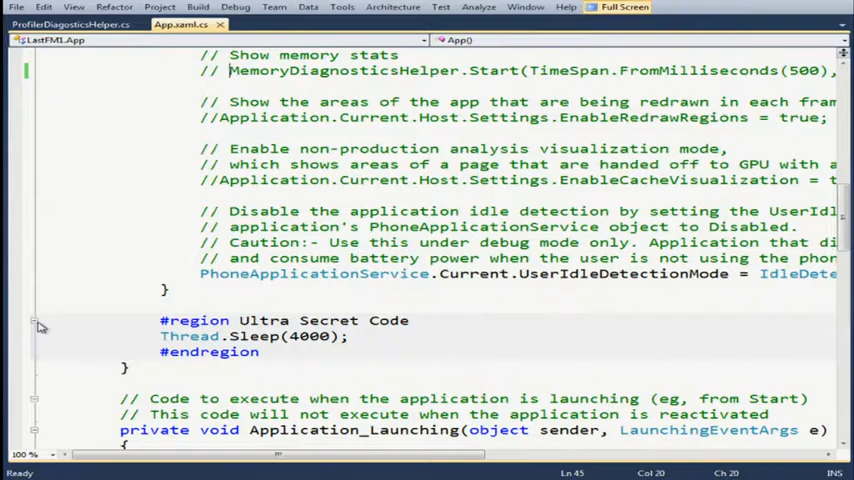 File Edit View Refactor Project Build Debug Team Data Tools Architecture Test Analyze Window Help Full Screen
ProfilerDiagnosticsHelper.cs App.xaml.cs
LastFM1.App App()
// Show memory stats
// MemoryDiagnosticsHelper.Start(TimeSpan.FromMilliseconds(500),
// Show the areas of the app that are being redrawn in each fram
//Application.Current.Host.Settings.EnableRedrawRegions = true;
// Enable non-production analysis visualization mode,
// which shows areas of a page that are handed off to GPU with a
//Application.Current.Host.Settings.EnableCacheVisualization = t
// Disable the application idle detection by setting the UserIdl
// application's PhoneApplicationService object to Disabled.
// Caution:- Use this under debug mode only. Application that di
// and consume battery power when the user is not using the phon
PhoneApplicationService.Current.UserIdleDetectionMode = IdleDete
}
#region Ultra Secret Code
Thread.Sleep(4000);
#endregion
}
// Code to execute when the application is launching (eg, from Start)
// This code will not execute when the application is reactivated
private void Application_Launching(object sender, LaunchingEventArgs e)
{
100 %
Ready Ln 45 Col 20 Ch 20